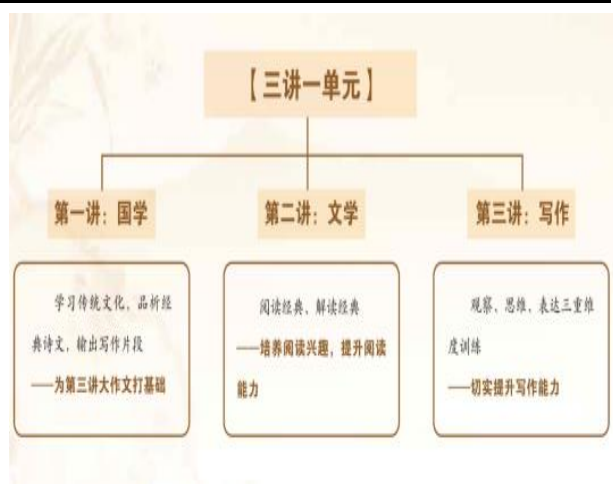 【三讲一单元】
第一讲：国学
第二讲：文学
第三讲：写作
学习传统文化，品析经
典诗文，输出写作片段
——为第三讲大作文打基础
阅读经典、解读经典
——培养阅读兴趣，提升阅读
能力
观察、思维、表达三重维
度训练
——切实提升写作能力